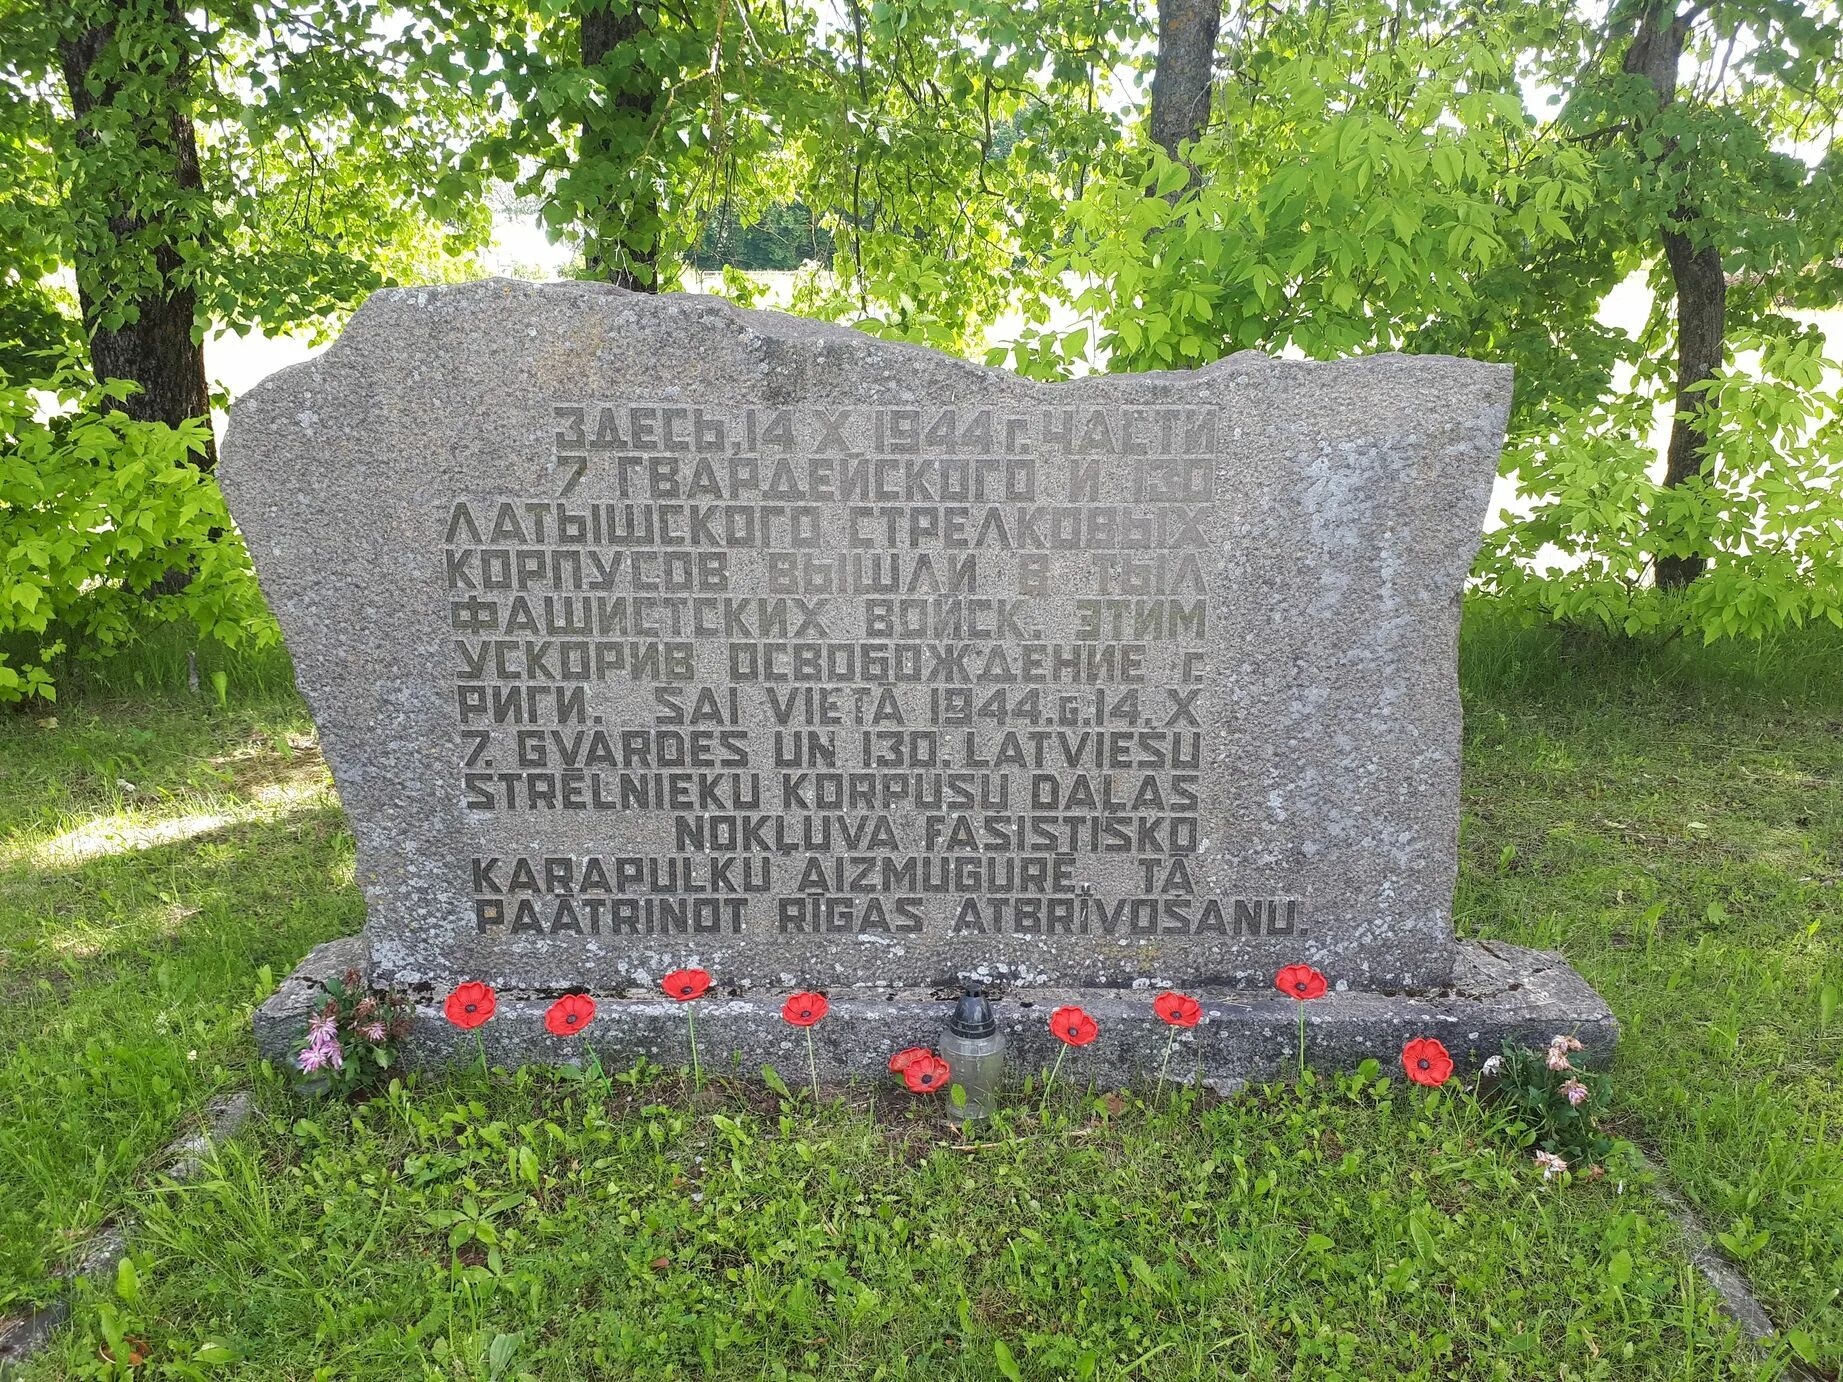 ЗДЕСЬ, 14 X 1944 г. ЧАСТИ
7 ГВАРДЕЙСКОГО И 130
ЛАТЫШСКОГО СТРЕЛКОВЫХ
КОРПУСОВ ВЫШЛИ В ТЫЛ
ФАШИСТСКИХ ВОЙСК. ЭТИМ
УСКОРИВ ОСВОБОЖДЕНИЕ г.
РИГИ. ŠAI VIETĀ 1944.G.14.X
7. GVARDES UN 130. LATVIEŠU
STRĒLNIEKU KORPUSU DAĻAS
NOKĻUVA FAŠISTISKO
KARAPULKU AIZMUGURĒ, TĀ
PAĀTRINOT RĪGAS ATBRĪVOŠANU.